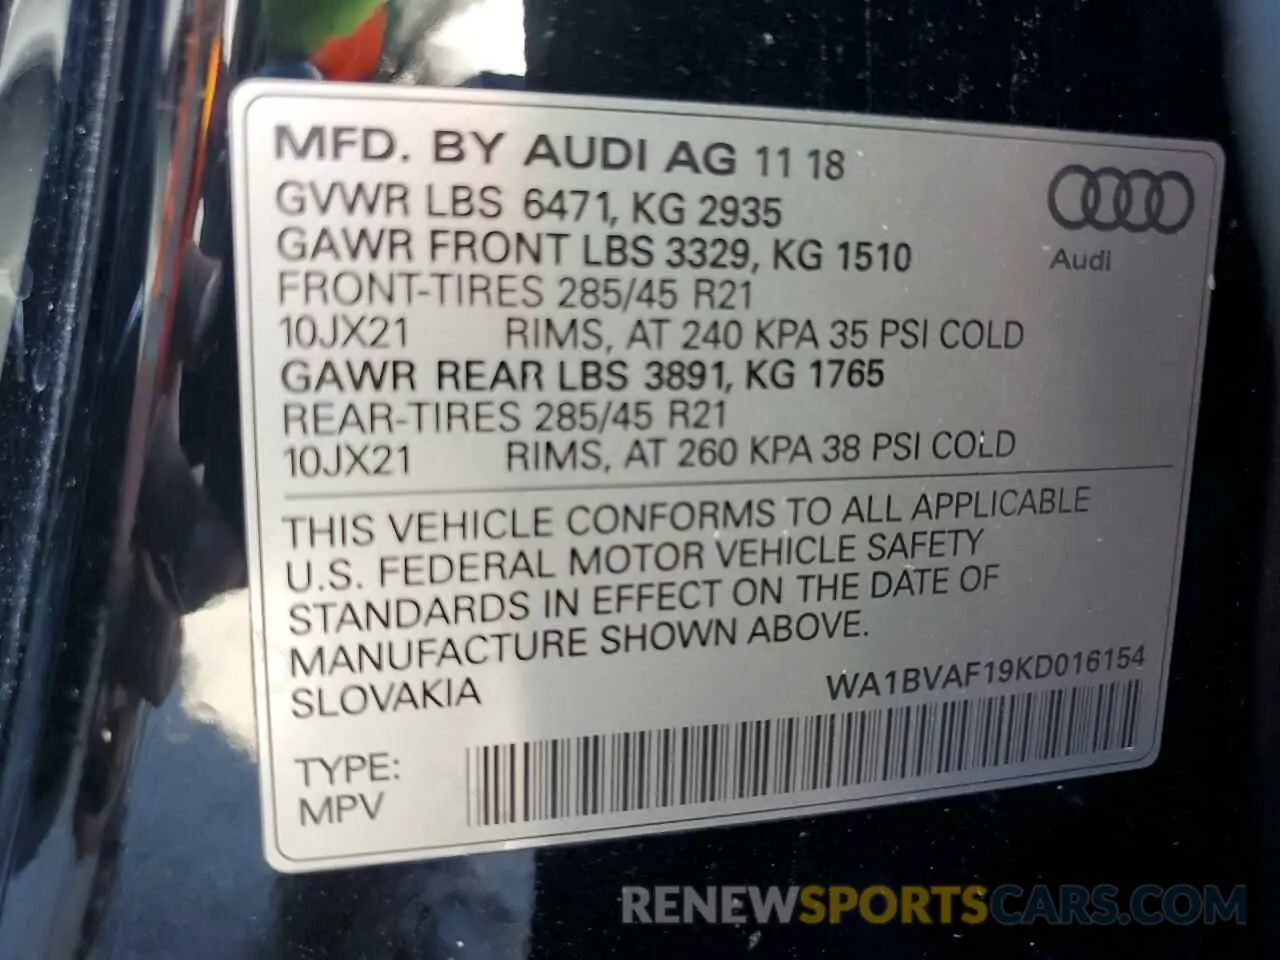 MFD. BY AUDI AG 11 18
GVWR LBS 6471, KG 2935
GAWR FRONT LBS 3329, KG 1510
FRONT-TIRES 285/45 R21
10JX21 RIMS, AT 240 KPA 35 PSI COLD
GAWR REAR LBS 3891, KG 1765
REAR-TIRES 285/45 R21
10JX21 RIMS, AT 260 KPA 38 PSI COLD
Audi
THIS VEHICLE CONFORMS TO ALL APPLICABLE
U.S. FEDERAL MOTOR VEHICLE SAFETY
STANDARDS IN EFFECT ON THE DATE OF
MANUFACTURE SHOWN ABOVE.
SLOVAKIA
WA1BVAF19KD016154
TYPE:
MPV
RENEWSPORTSCARS.COM